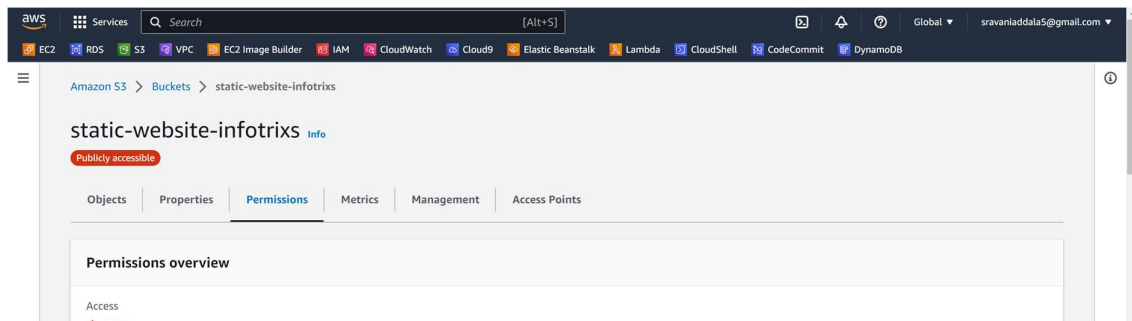 aws Services Search [Alt+S] Global ▼ sravaniaddala5@gmail.com ▼
EC2 RDS S3 VPC EC2 Image Builder IAM CloudWatch Cloud9 Elastic Beanstalk Lambda CloudShell CodeCommit DynamoDB
Amazon S3 > Buckets > static-website-infotrixs
static-website-infotrixs Info
Publicly accessible
Objects Properties Permissions Metrics Management Access Points
Permissions overview
Access